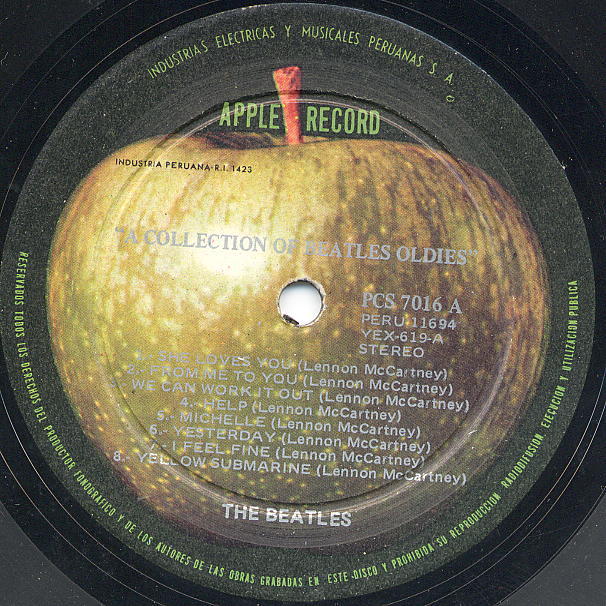 INDUSTRIAS ELECTRICAS Y MUSICALES PERUANAS S. A.
APPLE RECORD
INDUSTRIA PERUANA-R.I. 1423
"A COLLECTION OF BEATLES OLDIES"
PCS 7016 A
PERU 11694
YEX-619-A
STEREO
1.- SHE LOVES YOU (Lennon McCartney)
2.- FROM ME TO YOU (Lennon McCartney)
- WE CAN WORK IT OUT (Lennon McCartney)
4.- HELP (Lennon McCartney)
5.- MICHELLE (Lennon McCartney)
6.- YESTERDAY (Lennon McCartney)
7.- I FEEL FINE (Lennon McCartney)
8. YELLOW SUBMARINE (Lennon McCartney)
THE BEATLES
RESERVADOS TODOS LOS DERECHOS DEL PRODUCTOR FONOGRAFICO Y DE LOS AUTORES DE LAS OBRAS GRABADAS EN ESTE DISCO Y PROHIBIDA SU REPRODUCCION RADIODIFUSION EJECUCION Y UTILIZACION PUBLICA